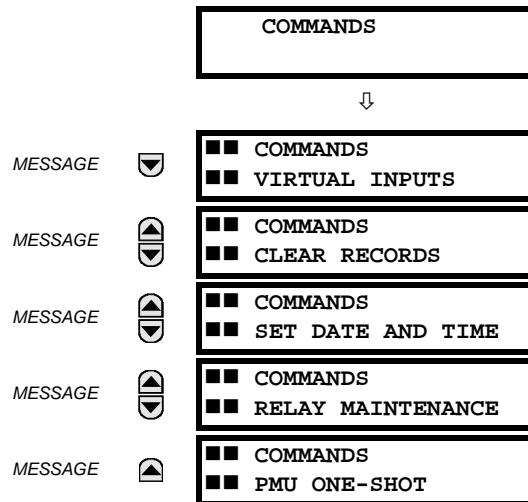 COMMANDS
⇩
■■ COMMANDS
MESSAGE ■■ VIRTUAL INPUTS
■■ COMMANDS
MESSAGE ■■ CLEAR RECORDS
■■ COMMANDS
MESSAGE ■■ SET DATE AND TIME
■■ COMMANDS
MESSAGE ■■ RELAY MAINTENANCE
■■ COMMANDS
MESSAGE ■■ PMU ONE-SHOT